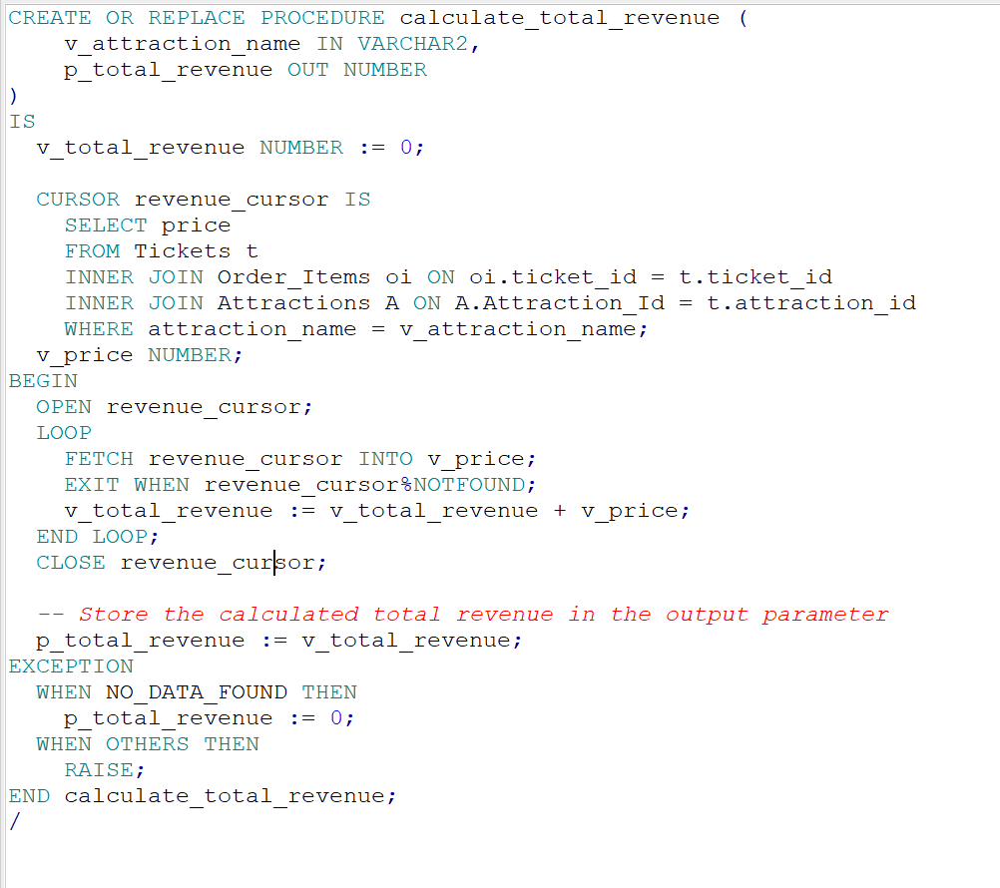 CREATE OR REPLACE PROCEDURE calculate_total_revenue (
    v_attraction_name IN VARCHAR2,
    p_total_revenue OUT NUMBER
)
IS
  v_total_revenue NUMBER := 0;

  CURSOR revenue_cursor IS
    SELECT price
    FROM Tickets t
    INNER JOIN Order_Items oi ON oi.ticket_id = t.ticket_id
    INNER JOIN Attractions A ON A.Attraction_Id = t.attraction_id
    WHERE attraction_name = v_attraction_name;
  v_price NUMBER;
BEGIN
  OPEN revenue_cursor;
  LOOP
    FETCH revenue_cursor INTO v_price;
    EXIT WHEN revenue_cursor%NOTFOUND;
    v_total_revenue := v_total_revenue + v_price;
  END LOOP;
  CLOSE revenue_cursor;

  -- Store the calculated total revenue in the output parameter
  p_total_revenue := v_total_revenue;
EXCEPTION
  WHEN NO_DATA_FOUND THEN
    p_total_revenue := 0;
  WHEN OTHERS THEN
    RAISE;
END calculate_total_revenue;
/